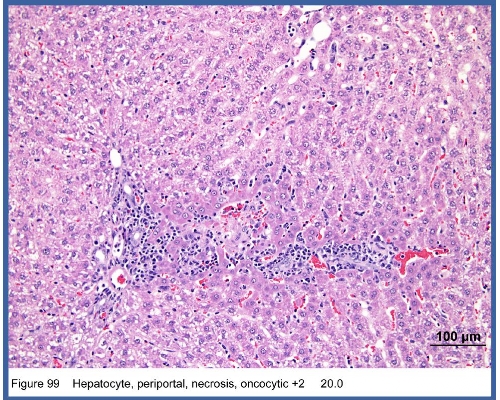 100 µm
Figure 99 Hepatocyte, periportal, necrosis, oncocytic +2 20.0